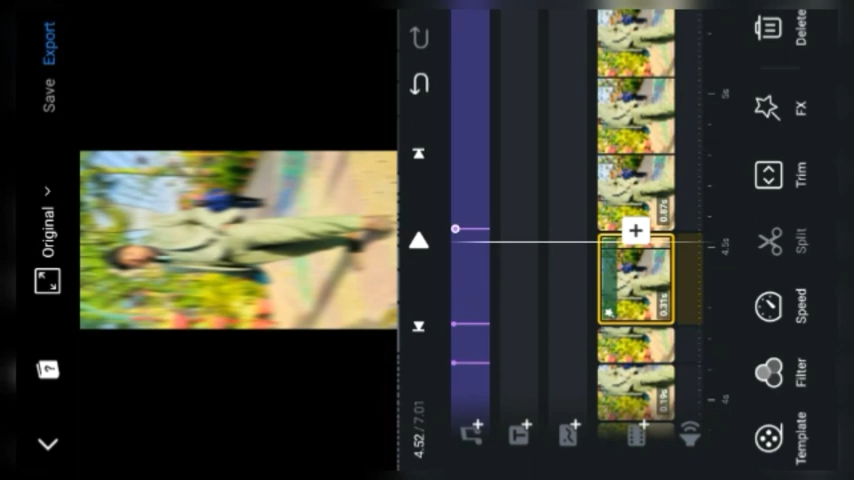 Original
Save
Export
4.52 / 7.01
0.19s
0.31s
0.87s
4s
4.5s
5s
Template
Filter
Speed
Split
Trim
FX
Delete